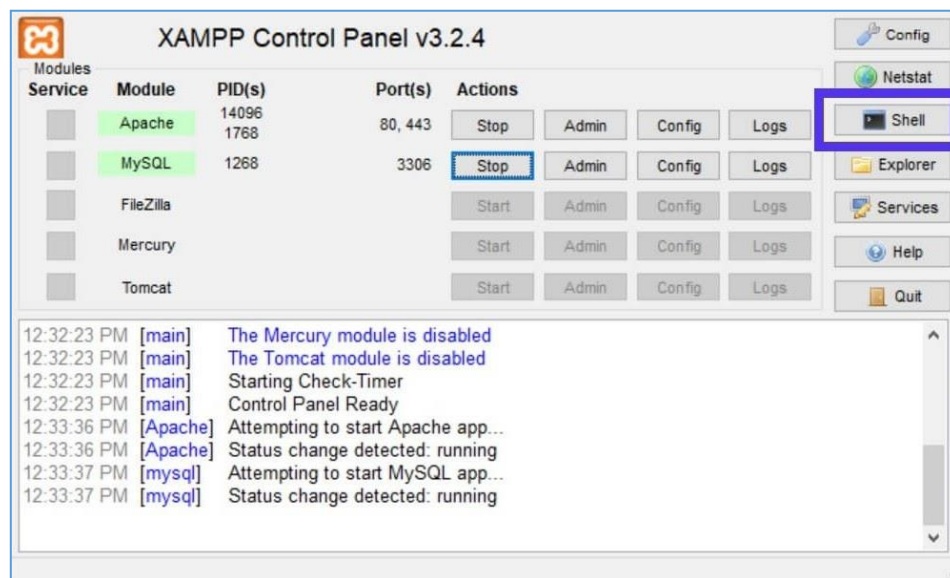 XAMPP Control Panel v3.2.4
Config
Modules
Netstat
Service Module PID(s) Port(s) Actions
Apache 14096 1768 80, 443 Stop Admin Config Logs
Shell
MySQL 1268 3306 Stop Admin Config Logs
Explorer
FileZilla Start Admin Config Logs
Services
Mercury Start Admin Config Logs
Help
Tomcat Start Admin Config Logs
Quit
12:32:23 PM [main] The Mercury module is disabled
12:32:23 PM [main] The Tomcat module is disabled
12:32:23 PM [main] Starting Check-Timer
12:32:23 PM [main] Control Panel Ready
12:33:36 PM [Apache] Attempting to start Apache app...
12:33:36 PM [Apache] Status change detected: running
12:33:37 PM [mysql] Attempting to start MySQL app...
12:33:37 PM [mysql] Status change detected: running